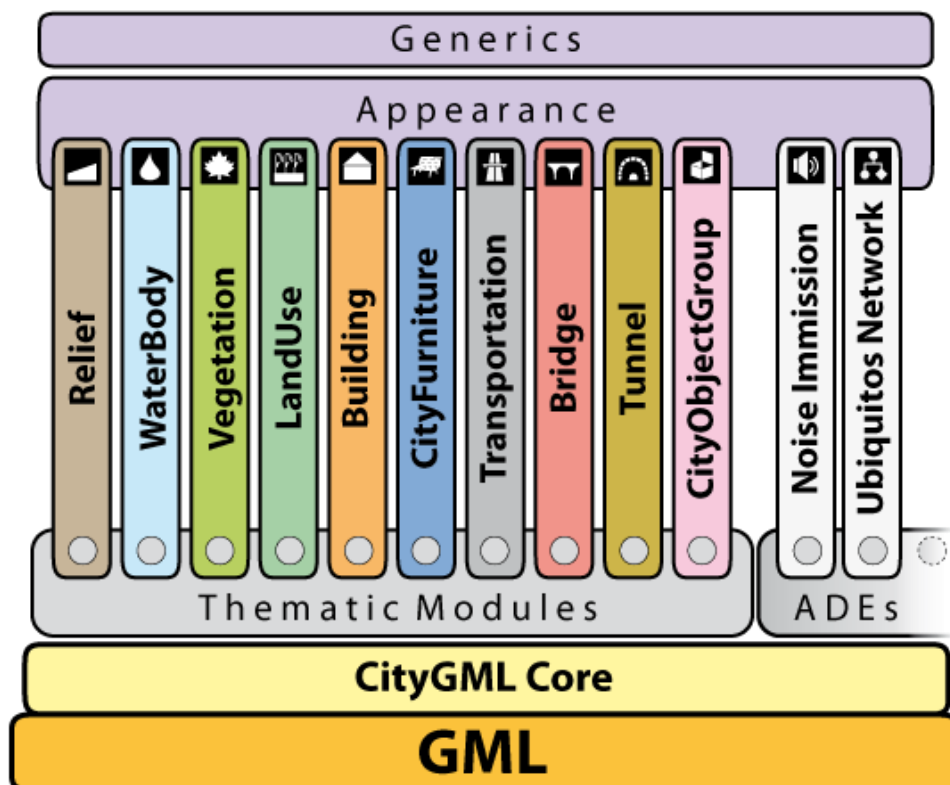 Generics
Appearance
Relief
WaterBody
Vegetation
LandUse
Building
CityFurniture
Transportation
Bridge
Tunnel
CityObjectGroup
Noise Immission
Ubiquitos Network
Thematic Modules
ADEs
CityGML Core
GML